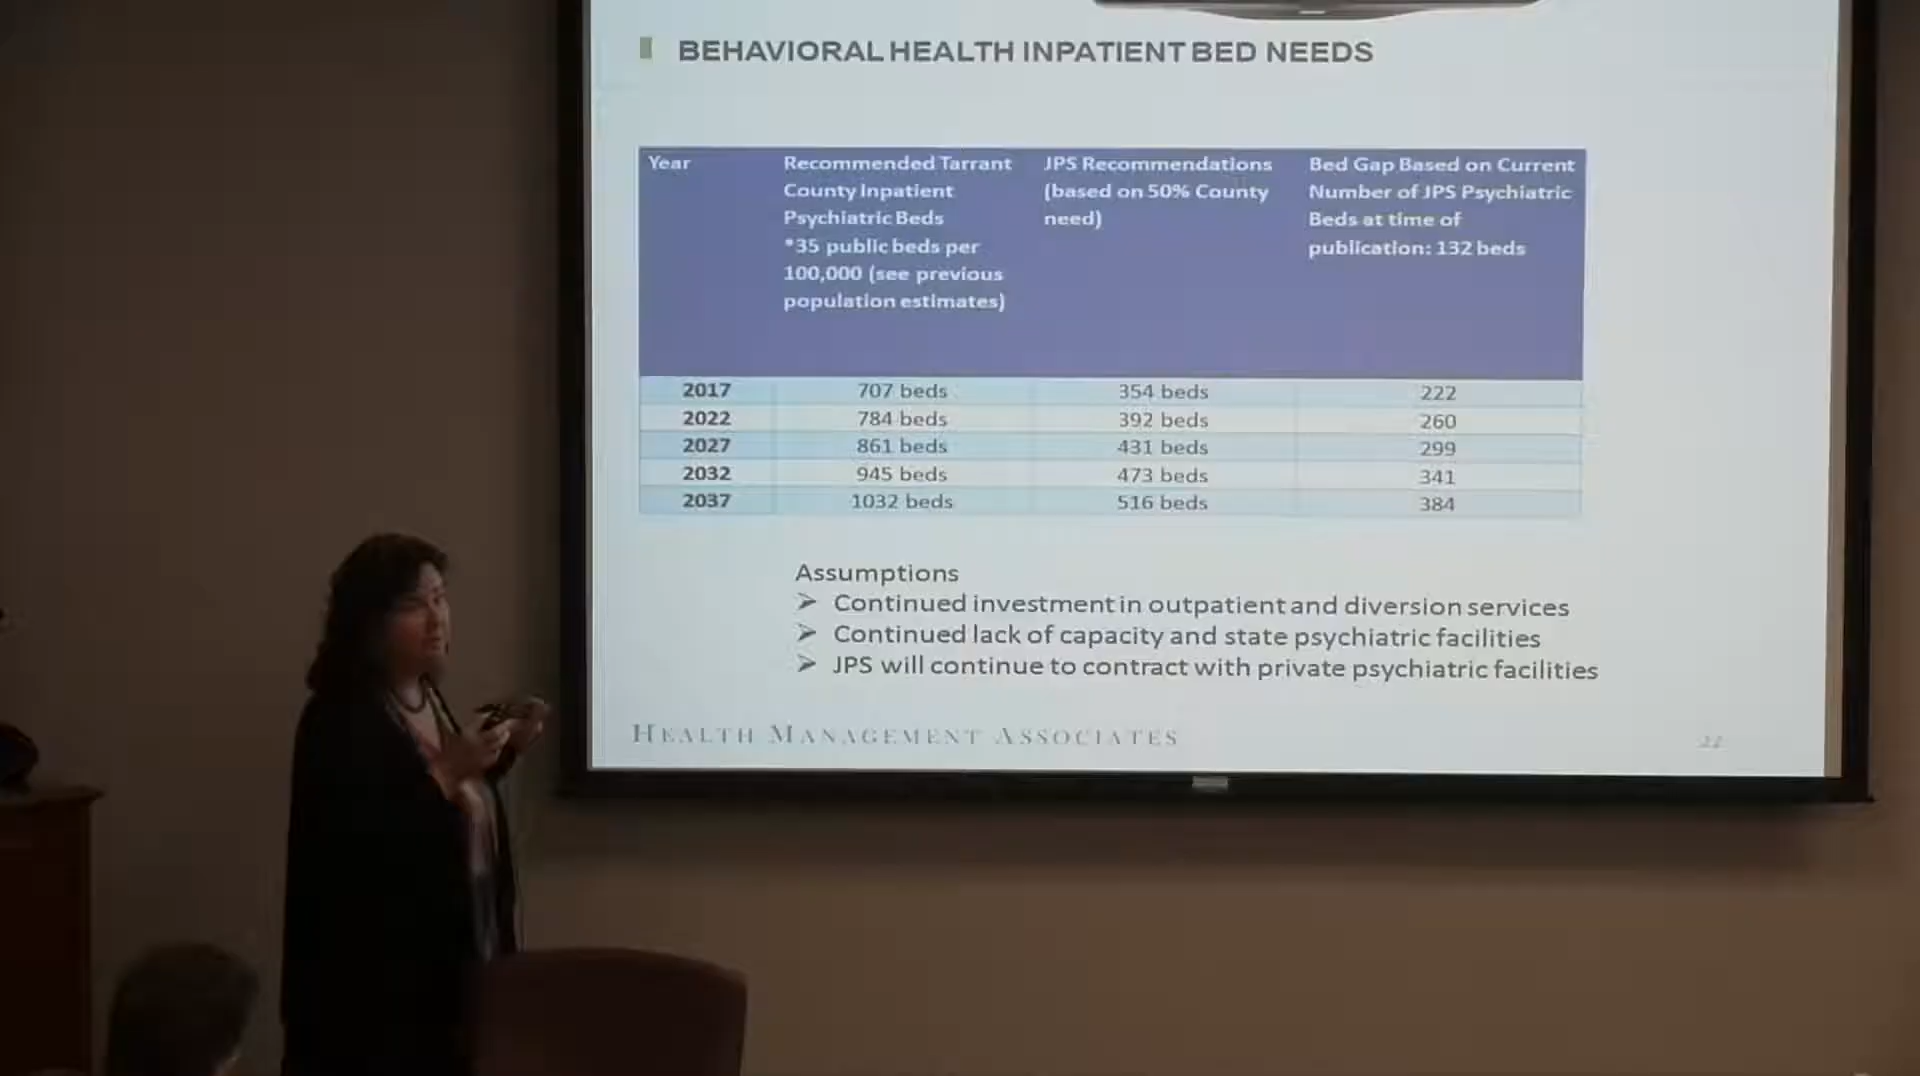 BEHAVIORAL HEALTH INPATIENT BED NEEDS
Year
Recommended Tarrant
County Inpatient
Psychiatric Beds
*35 public beds per
100,000 (see previous
population estimates)
JPS Recommendations
(based on 50% County
need)
Bed Gap Based on Current
Number of JPS Psychiatric
Beds at time of
publication: 132 beds
2017 707 beds 354 beds 222
2022 784 beds 392 beds 260
2027 861 beds 431 beds 299
2032 945 beds 473 beds 341
2037 1032 beds 516 beds 384
Assumptions
➢ Continued investment in outpatient and diversion services
➢ Continued lack of capacity and state psychiatric facilities
➢ JPS will continue to contract with private psychiatric facilities
HEALTH MANAGEMENT ASSOCIATES